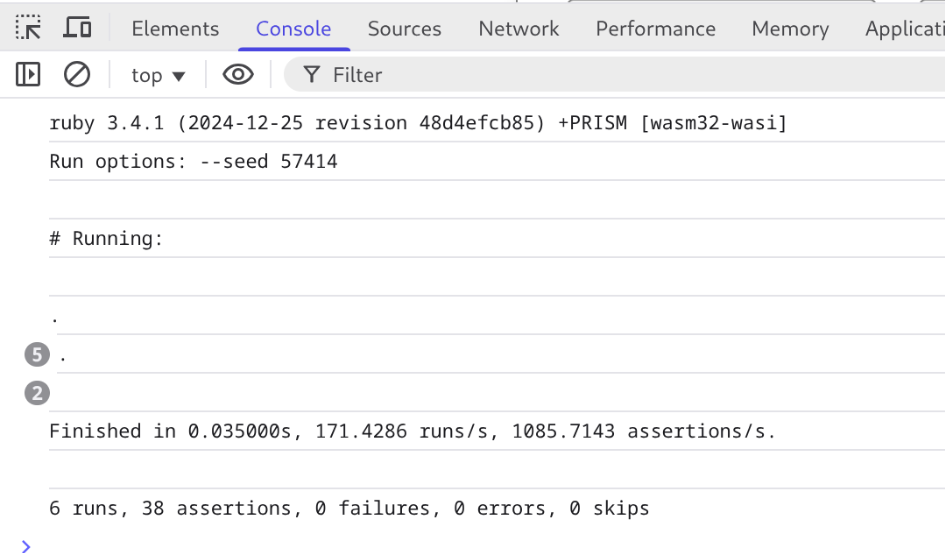 Elements Console Sources Network Performance Memory Applicati
top Filter
ruby 3.4.1 (2024-12-25 revision 48d4efcb85) +PRISM [wasm32-wasi]
Run options: --seed 57414
# Running:
.
5 .
2
Finished in 0.035000s, 171.4286 runs/s, 1085.7143 assertions/s.
6 runs, 38 assertions, 0 failures, 0 errors, 0 skips
>